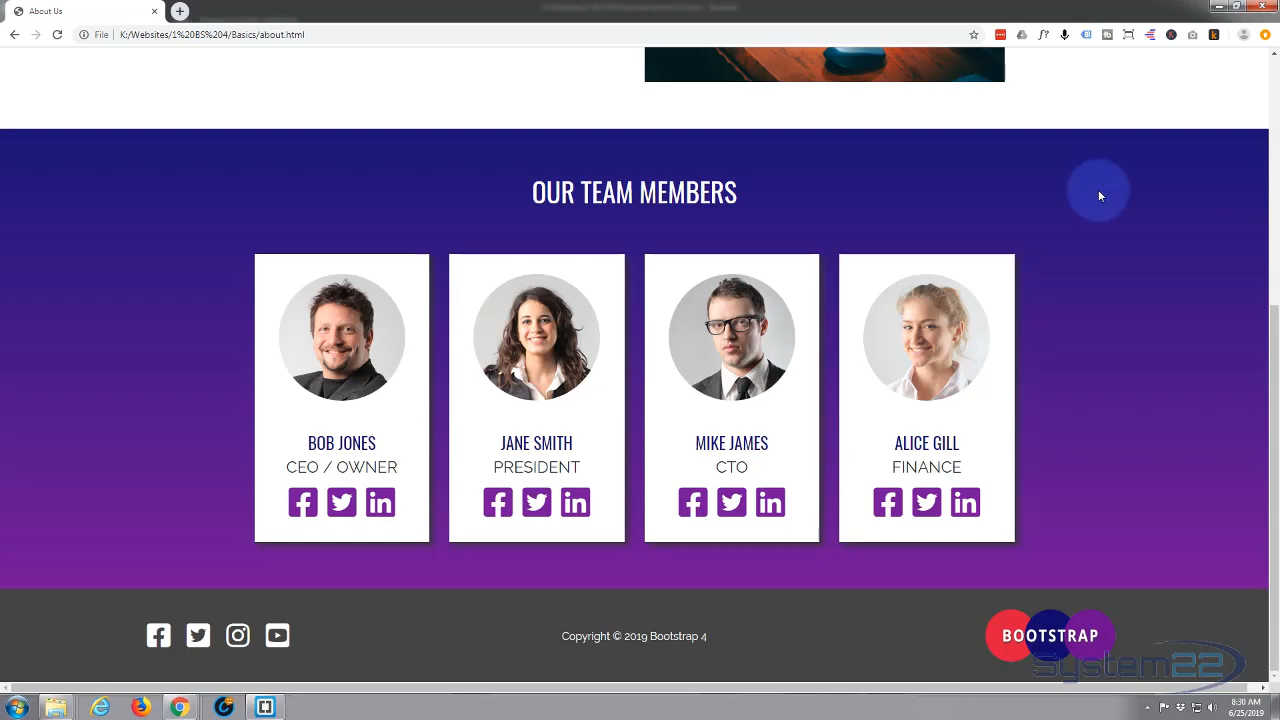 About Us
File
K:/Websites/1%20BS%204/Basics/about.html
f?
OUR TEAM MEMBERS
BOB JONES
JANE SMITH
MIKE JAMES
ALICE GILL
CEO / OWNER
PRESIDENT
CTO
FINANCE
Copyright © 2019 Bootstrap 4
BOOTSTRAP
System22
8:30 AM
6/25/2019